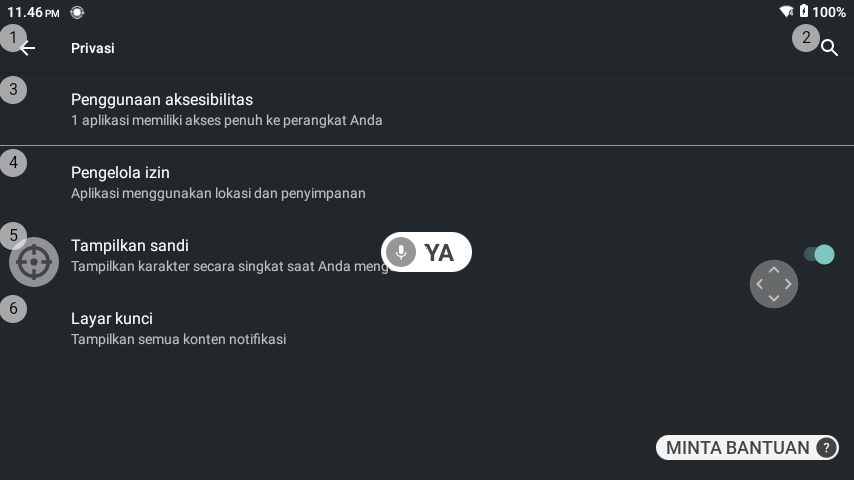 11.46 PM 100%
1 Privasi 2
3 Penggunaan aksesibilitas
1 aplikasi memiliki akses penuh ke perangkat Anda
4 Pengelola izin
Aplikasi menggunakan lokasi dan penyimpanan
5 Tampilkan sandi
YA
Tampilkan karakter secara singkat saat Anda meng
6 Layar kunci
Tampilkan semua konten notifikasi
MINTA BANTUAN ?